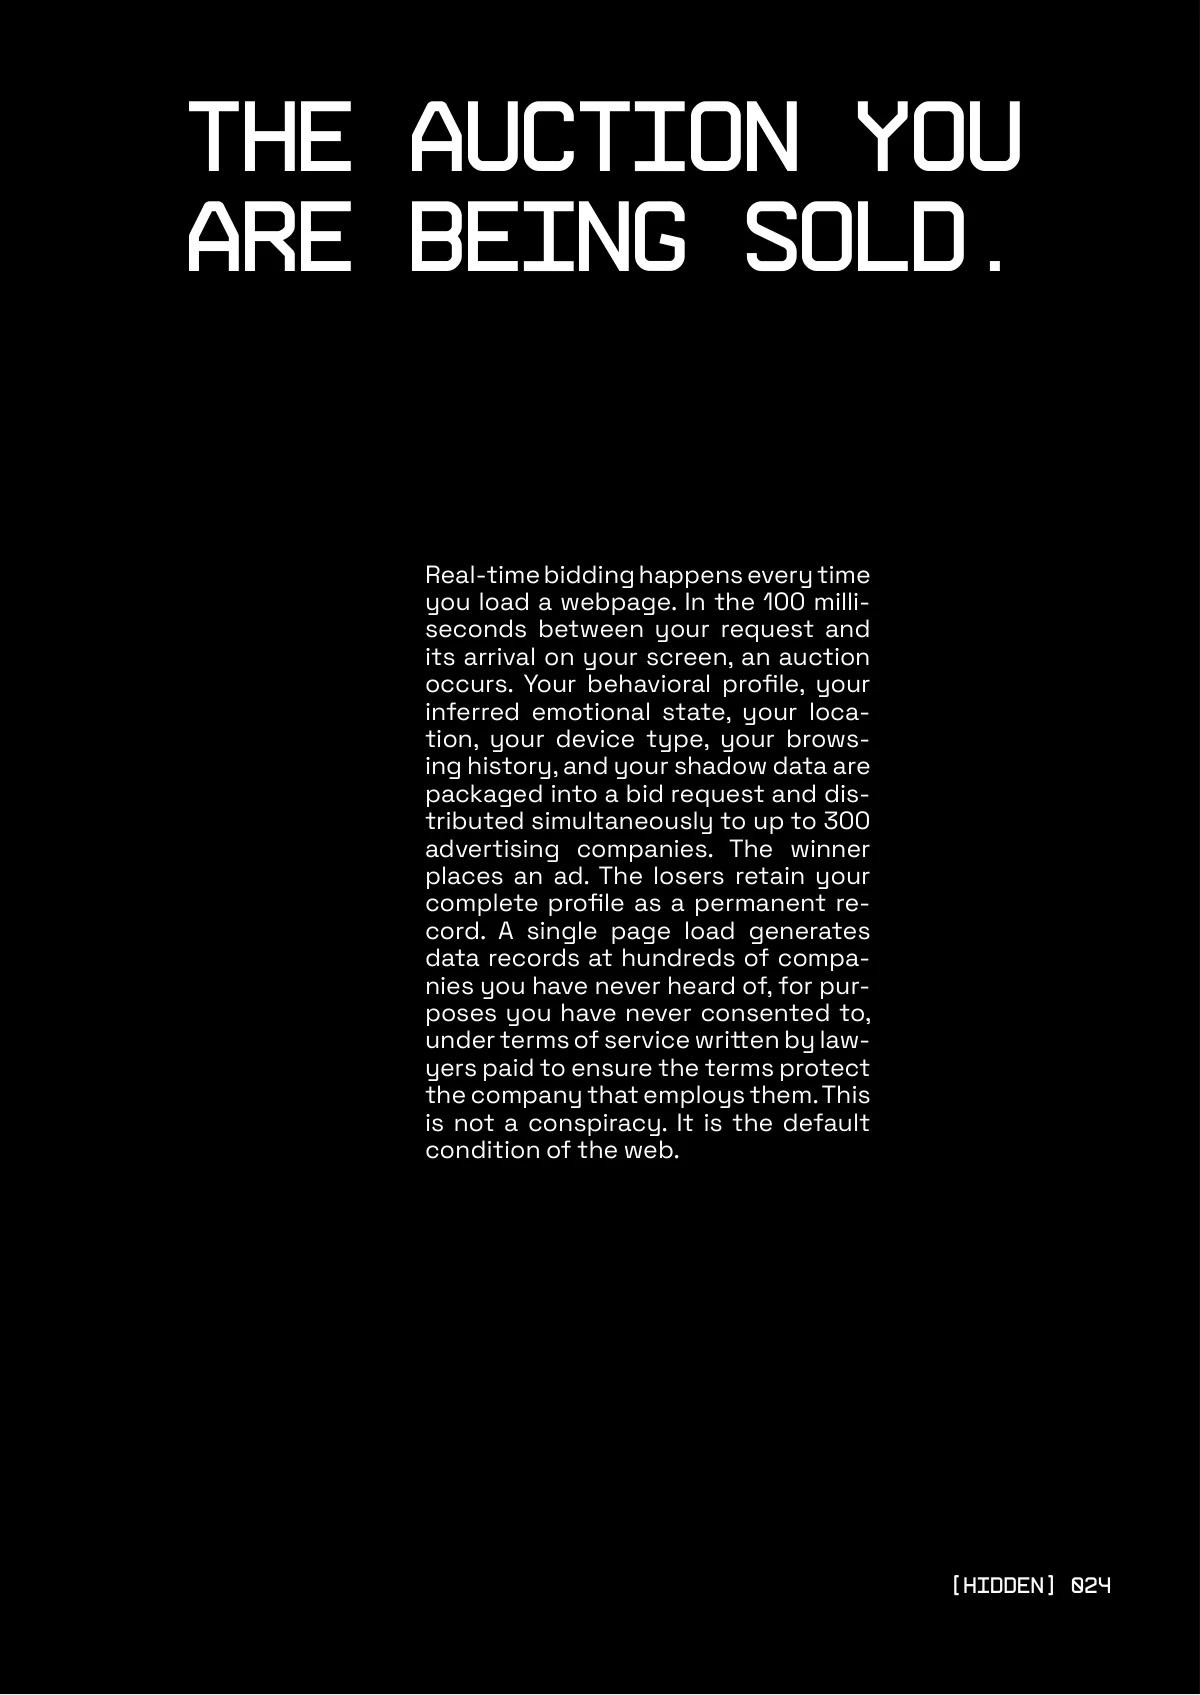 THE AUCTION YOU
ARE BEING SOLD.
Real-time bidding happens every time
you load a webpage. In the 100 milli-
seconds between your request and
its arrival on your screen, an auction
occurs. Your behavioral profile, your
inferred emotional state, your loca-
tion, your device type, your brows-
ing history, and your shadow data are
packaged into a bid request and dis-
tributed simultaneously to up to 300
advertising companies. The winner
places an ad. The losers retain your
complete profile as a permanent re-
cord. A single page load generates
data records at hundreds of compa-
nies you have never heard of, for pur-
poses you have never consented to,
under terms of service written by law-
yers paid to ensure the terms protect
the company that employs them. This
is not a conspiracy. It is the default
condition of the web.
[HIDDEN] 024